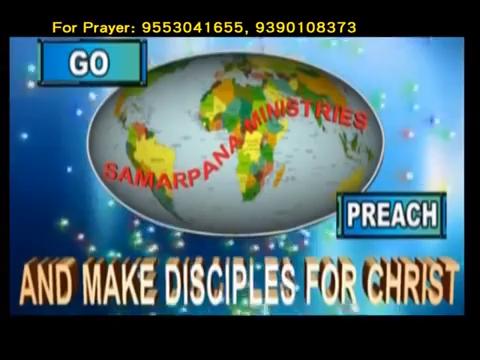 For Prayer: 9553041655, 9390108373
GO
SAMARPANA MINISTRIES
PREACH
AND MAKE DISCIPLES FOR CHRIST